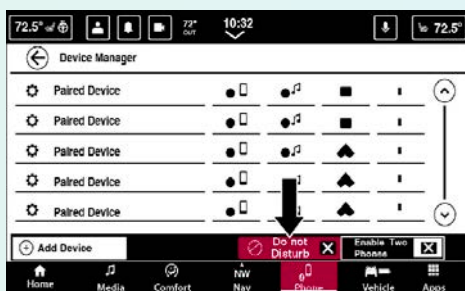 72.5°
72°
OUT
10:32
72.5°
Device Manager
Paired Device
Paired Device
Paired Device
Paired Device
Paired Device
Add Device
Do not
Disturb
X
Enable Two
Phones
X
Home
Media
Comfort
NW
Nav
Phone
Vehicle
Apps